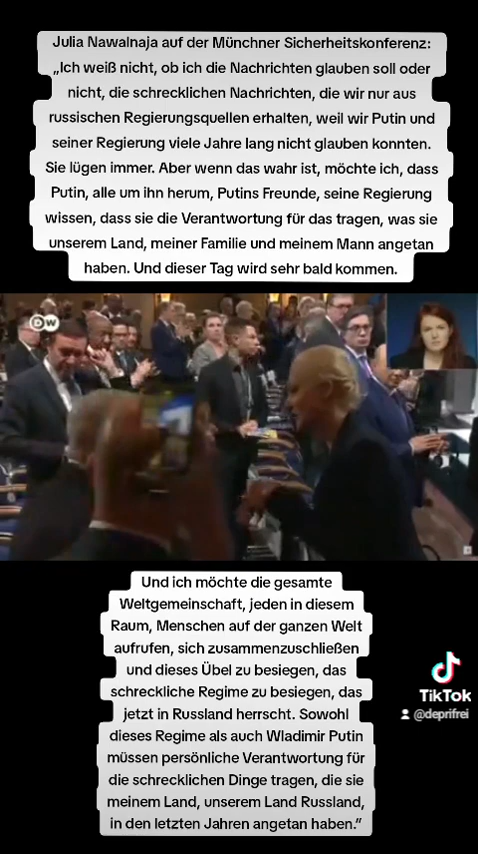 Julia Nawalnaja auf der Münchner Sicherheitskonferenz:
„Ich weiß nicht, ob ich die Nachrichten glauben soll oder
nicht, die schrecklichen Nachrichten, die wir nur aus
russischen Regierungsquellen erhalten, weil wir Putin und
seiner Regierung viele Jahre lang nicht glauben konnten.
Sie lügen immer. Aber wenn das wahr ist, möchte ich, dass
Putin, alle um ihn herum, Putins Freunde, seine Regierung
wissen, dass sie die Verantwortung für das tragen, was sie
unserem Land, meiner Familie und meinem Mann angetan
haben. Und dieser Tag wird sehr bald kommen.
DW
Und ich möchte die gesamte
Weltgemeinschaft, jeden in diesem
Raum, Menschen auf der ganzen Welt
aufrufen, sich zusammenzuschließen
und dieses Übel zu besiegen, das
schreckliche Regime zu besiegen, das
jetzt in Russland herrscht. Sowohl
dieses Regime als auch Wladimir Putin
müssen persönliche Verantwortung für
die schrecklichen Dinge tragen, die sie
meinem Land, unserem Land Russland,
in den letzten Jahren angetan haben.“
TikTok
@deprifrei